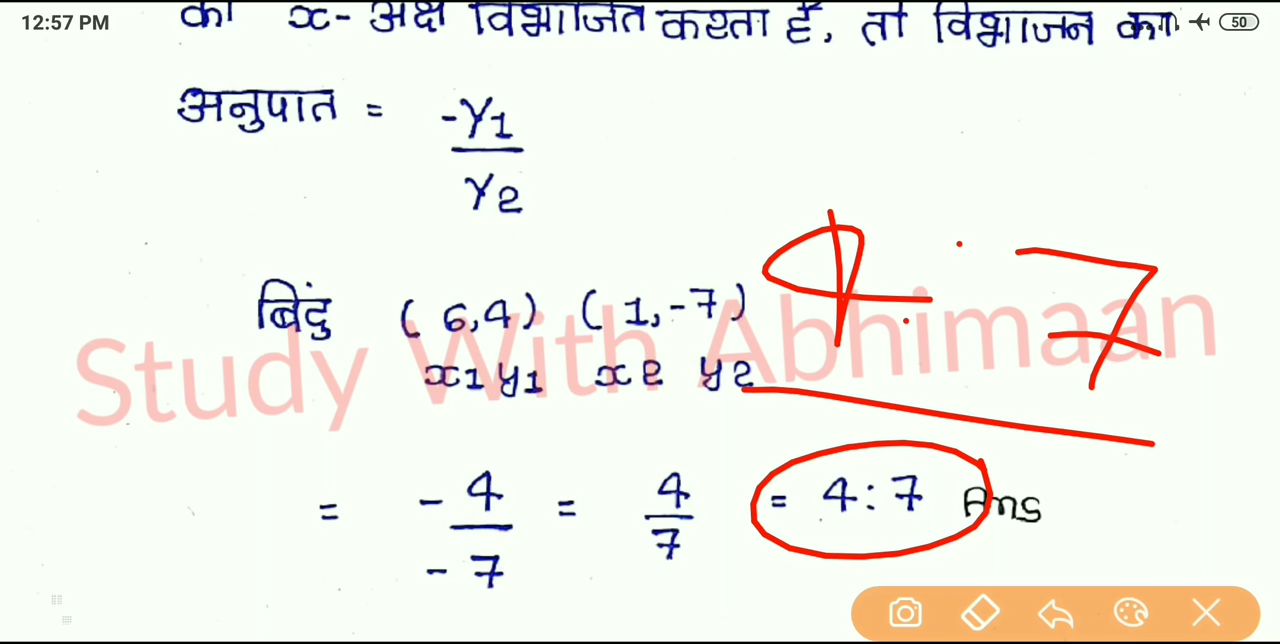 12:57 PM 50
को x- अक्ष विभाजित करता है, तो विभाजन का
अनुपात = -Y1/Y2
4:7
बिंदु (6,4) (1,-7)
x1 y1 x2 y2
Study With Abhimaan
= -4/-7 = 4/7 = 4:7 Ans